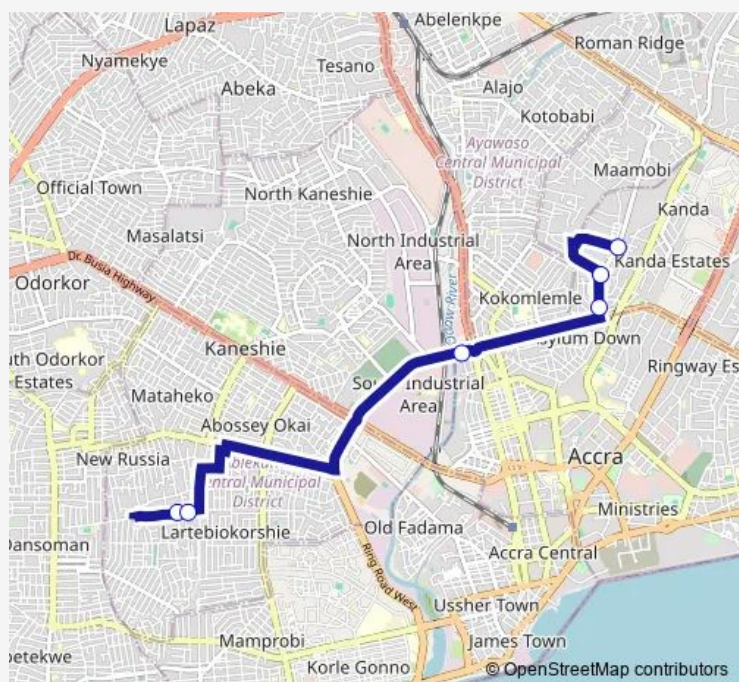 Lapaz
Abelenkpe
Roman Ridge
Nyamekye
Tesano
Abeka
Alajo
Kotobabi
Ayawaso
Central Municipal
District
Maamobi
Official Town
North Kaneshie
Kanda
Masalatsi
North Industrial
Area
Dr. Busia Highway
Kanda Estates
Odorkor
Odaw River
Kokomlemle
Kaneshie
Asylum Down
uth Odorkor
Estates
South Industrial
Area
Ringway Es
Mataheko
Abossey Okai
New Russia
Accra
entral Municipal
District
Ministries
Old Fadama
Dansoman
Lartebiokorshie
Accra Central
Ring Road West
Ussher Town
Mamprobi
James Town
petekwe
Korle Gonno
© OpenStreetMap contributors